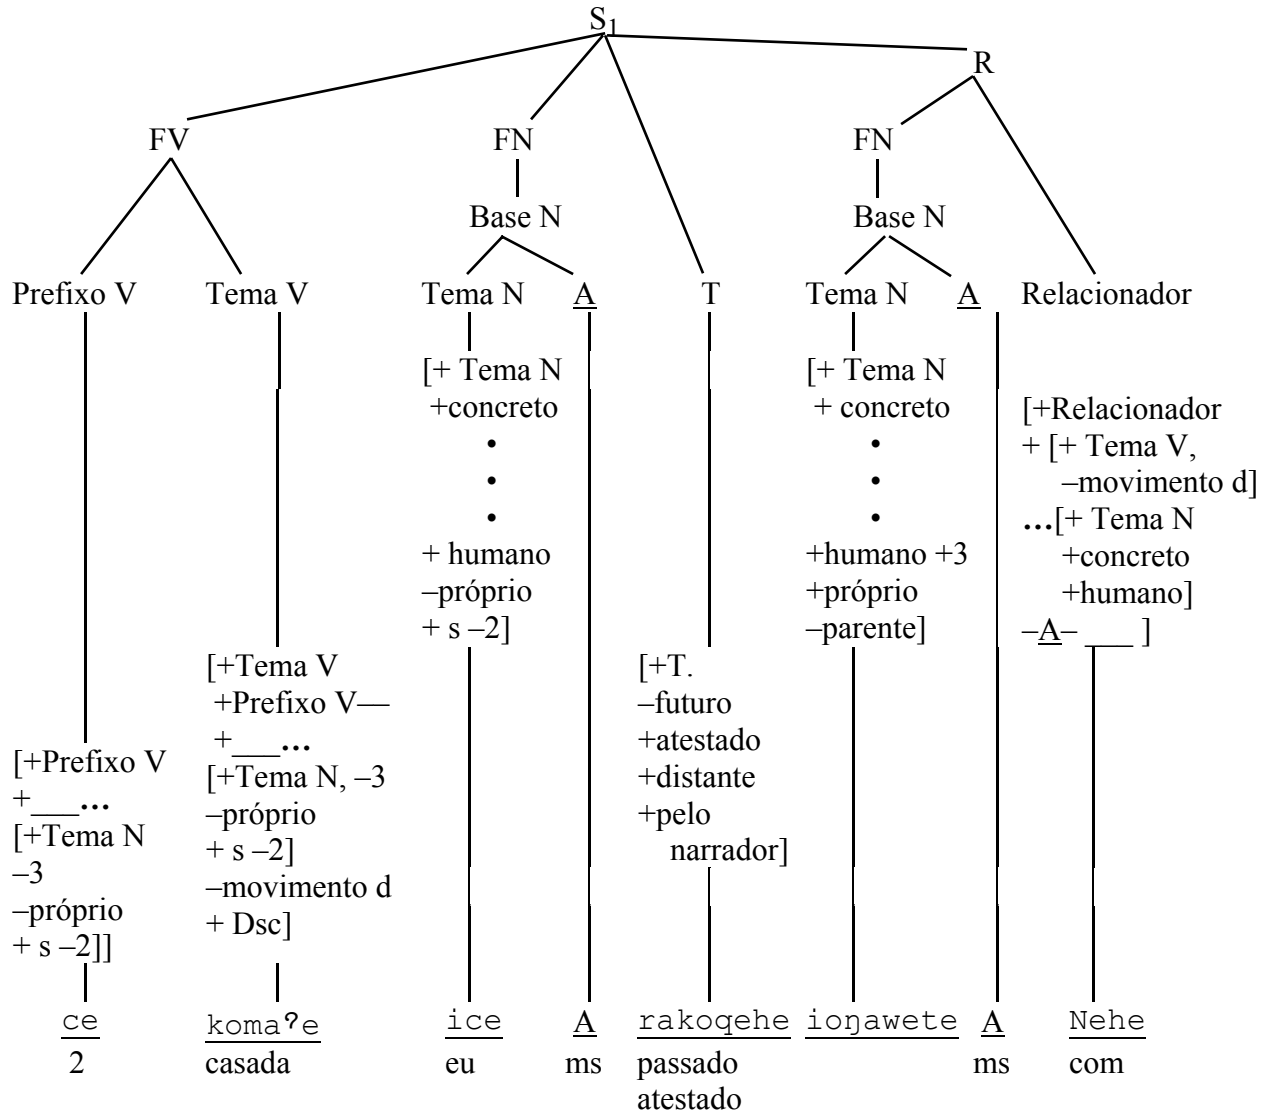 S1
R
FV FN FN
Base N Base N
Prefixo V Tema V Tema N A T Tema N A Relacionador
[+ Tema N [+ Tema N
+concreto + concreto [+Relacionador
• • + [+ Tema V,
• • –movimento d]
• • ...[+ Tema N
+ humano +humano +3 +concreto
–próprio +próprio +humano]
+ s –2] –parente] –A– ___ ]
[+Tema V [+T.
+Prefixo V— –futuro
+___... +atestado
[+Prefixo V [+Tema N, –3 +distante
+___... –próprio +pelo
[+Tema N + s –2] narrador]
–3 –movimento d
–próprio + Dsc]
+ s –2]]
ce komaˀe ice A rakoqehe ioŋawete A Nehe
2 casada eu ms passado ms com
atestado